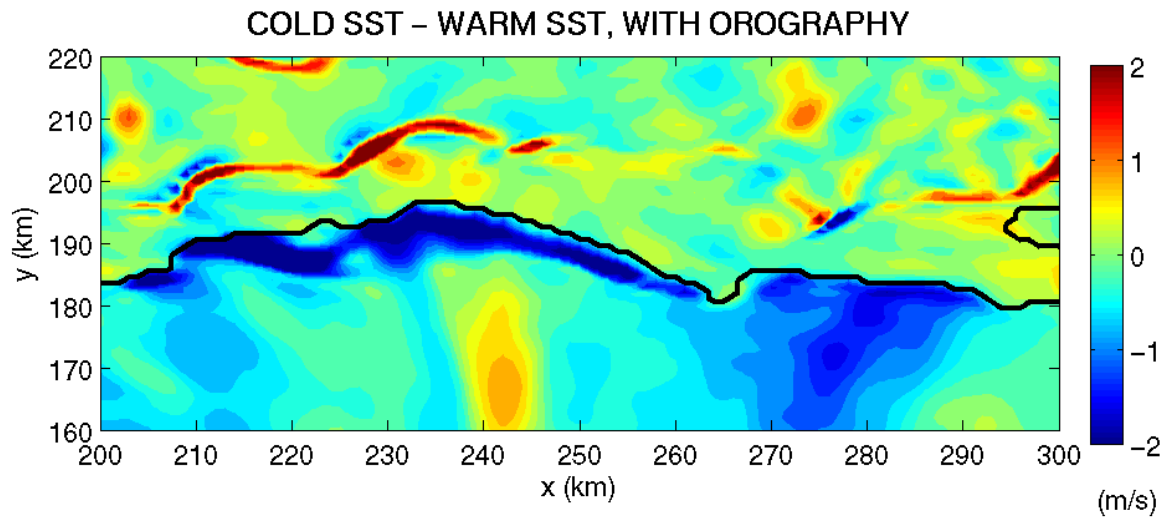 COLD SST – WARM SST, WITH OROGRAPHY
220
210
200
190
180
170
160
y (km)
200 210 220 230 240 250 260 270 280 290 300
x (km)
2
1
0
−1
−2
(m/s)